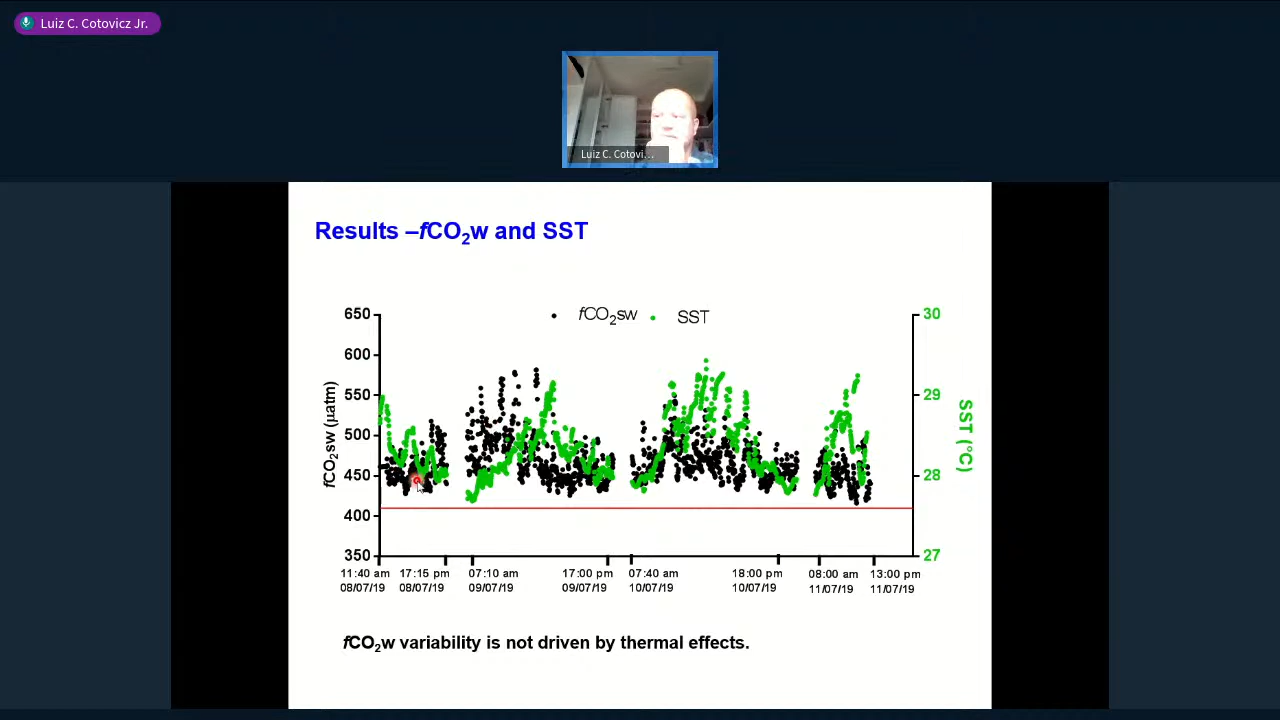 Luiz C. Cotovicz Jr.
Luiz C. Cotovi...
Results –fCO₂w and SST
fCO₂sw SST
650
600
550
500
450
400
350
fCO₂sw (µatm)
30
29
28
27
SST (°C)
11:40 am 17:15 pm 07:10 am 17:00 pm 07:40 am 18:00 pm 08:00 am 13:00 pm
08/07/19 08/07/19 09/07/19 09/07/19 10/07/19 10/07/19 11/07/19 11/07/19
fCO₂w variability is not driven by thermal effects.